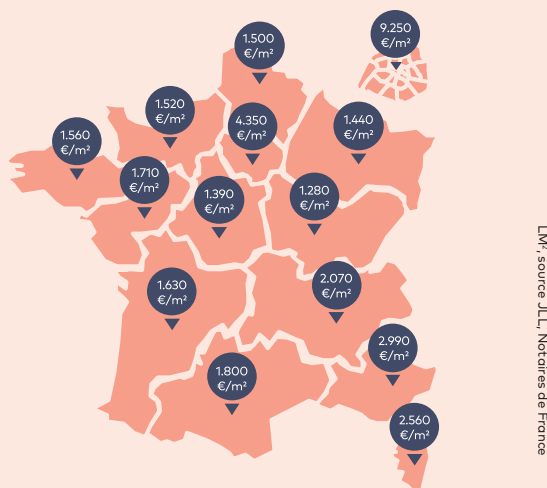 1.500
€/m²
9.250
€/m²
1.520
€/m²
4.350
€/m²
1.440
€/m²
1.560
€/m²
1.710
€/m²
1.390
€/m²
1.280
€/m²
1.630
€/m²
2.070
€/m²
2.990
€/m²
1.800
€/m²
2.560
€/m²
LM², source JLL, Notaires de France